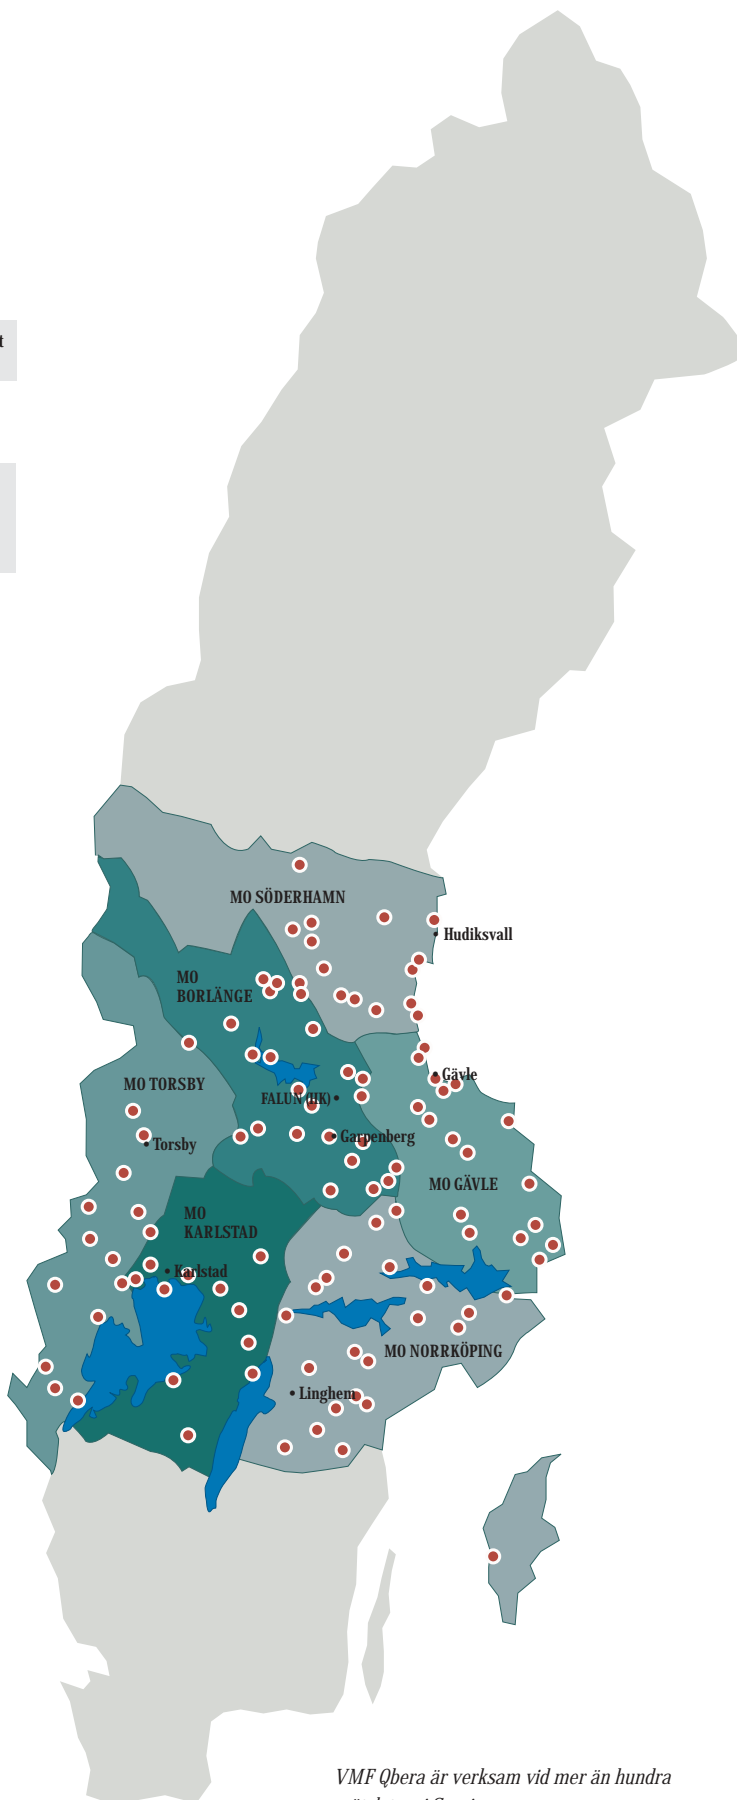 t
MO SÖDERHAMN
Hudiksvall
MO
BORLÄNGE
Gävle
MO TORSBY
FALUN (HK)
Garpenberg
Torsby
MO GÄVLE
MO
KARLSTAD
Karlstad
MO NORRKÖPING
Linghem
VMF Qbera är verksam vid mer än hundra